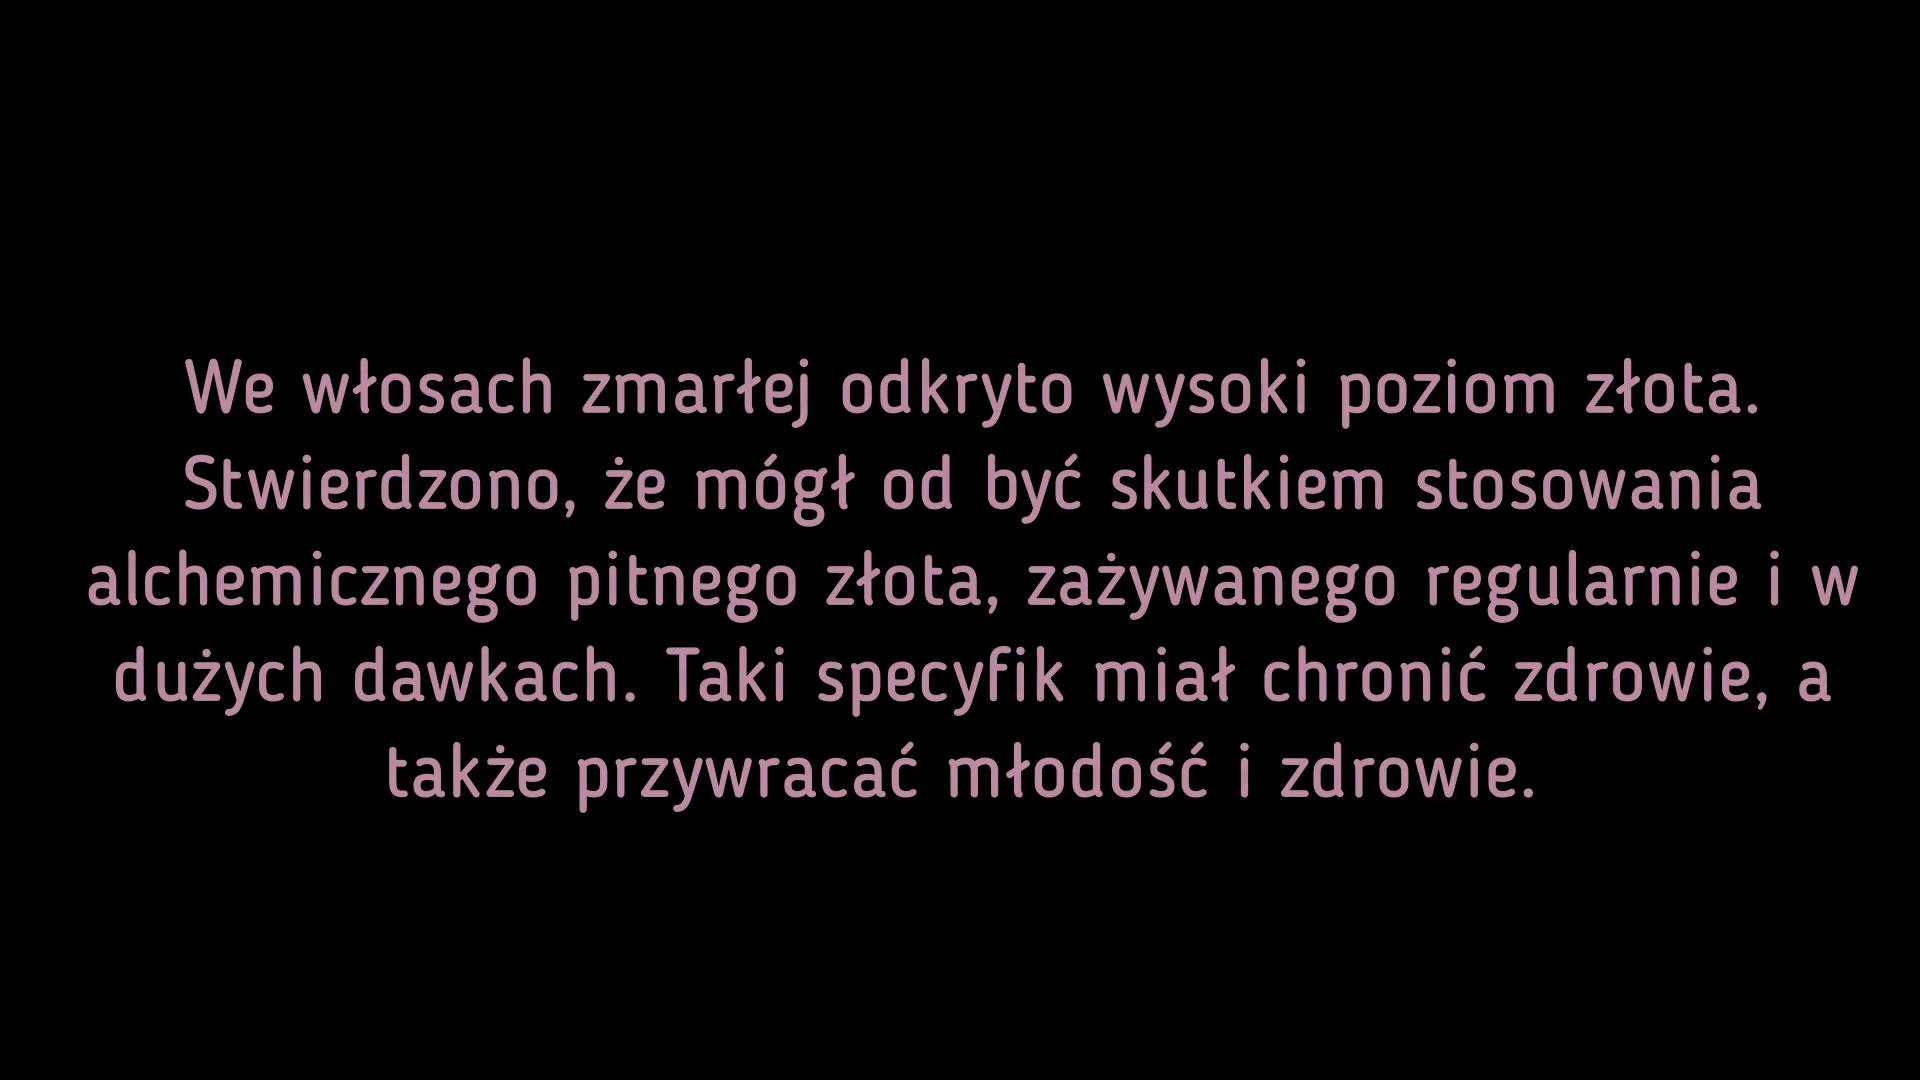 We włosach zmarłej odkryto wysoki poziom złota.
Stwierdzono, że mógł od być skutkiem stosowania
alchemicznego pitnego złota, zażywanego regularnie i w
dużych dawkach. Taki specyfik miał chronić zdrowie, a
także przywracać młodość i zdrowie.